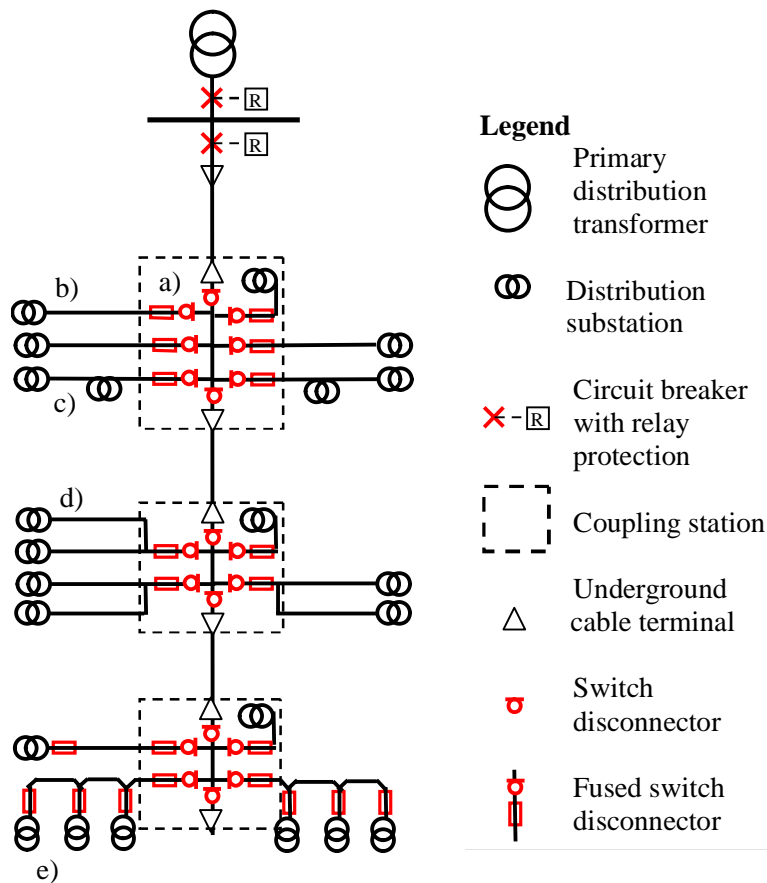 R
R
a)
b)
c)
d)
e)
Legend
Primary
distribution
transformer
Distribution
substation
R
Circuit breaker
with relay
protection
Coupling station
Underground
cable terminal
Switch
disconnector
Fused switch
disconnector